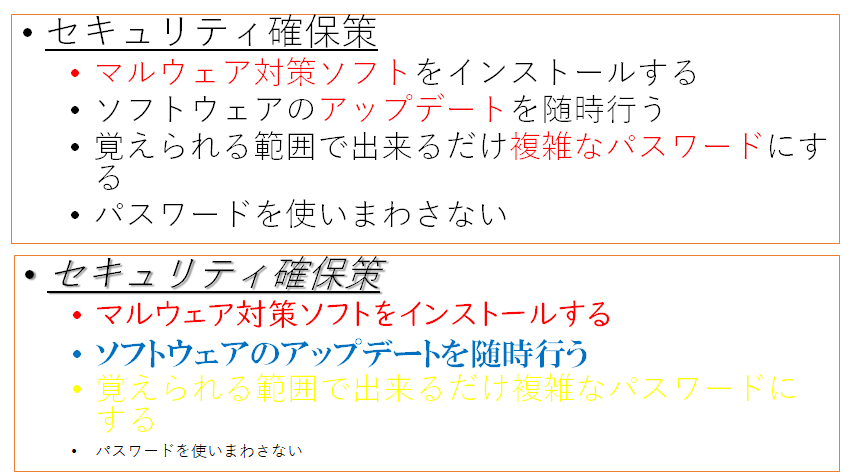 • セキュリティ確保策
• マルウェア対策ソフトをインストールする
• ソフトウェアのアップデートを随時行う
• 覚えられる範囲で出来るだけ複雑なパスワードにす
る
• パスワードを使いまわさない
• セキュリティ確保策
• マルウェア対策ソフトをインストールする
• ソフトウェアのアップデートを随時行う
• 覚えられる範囲で出来るだけ複雑なパスワードに
する
• パスワードを使いまわさない